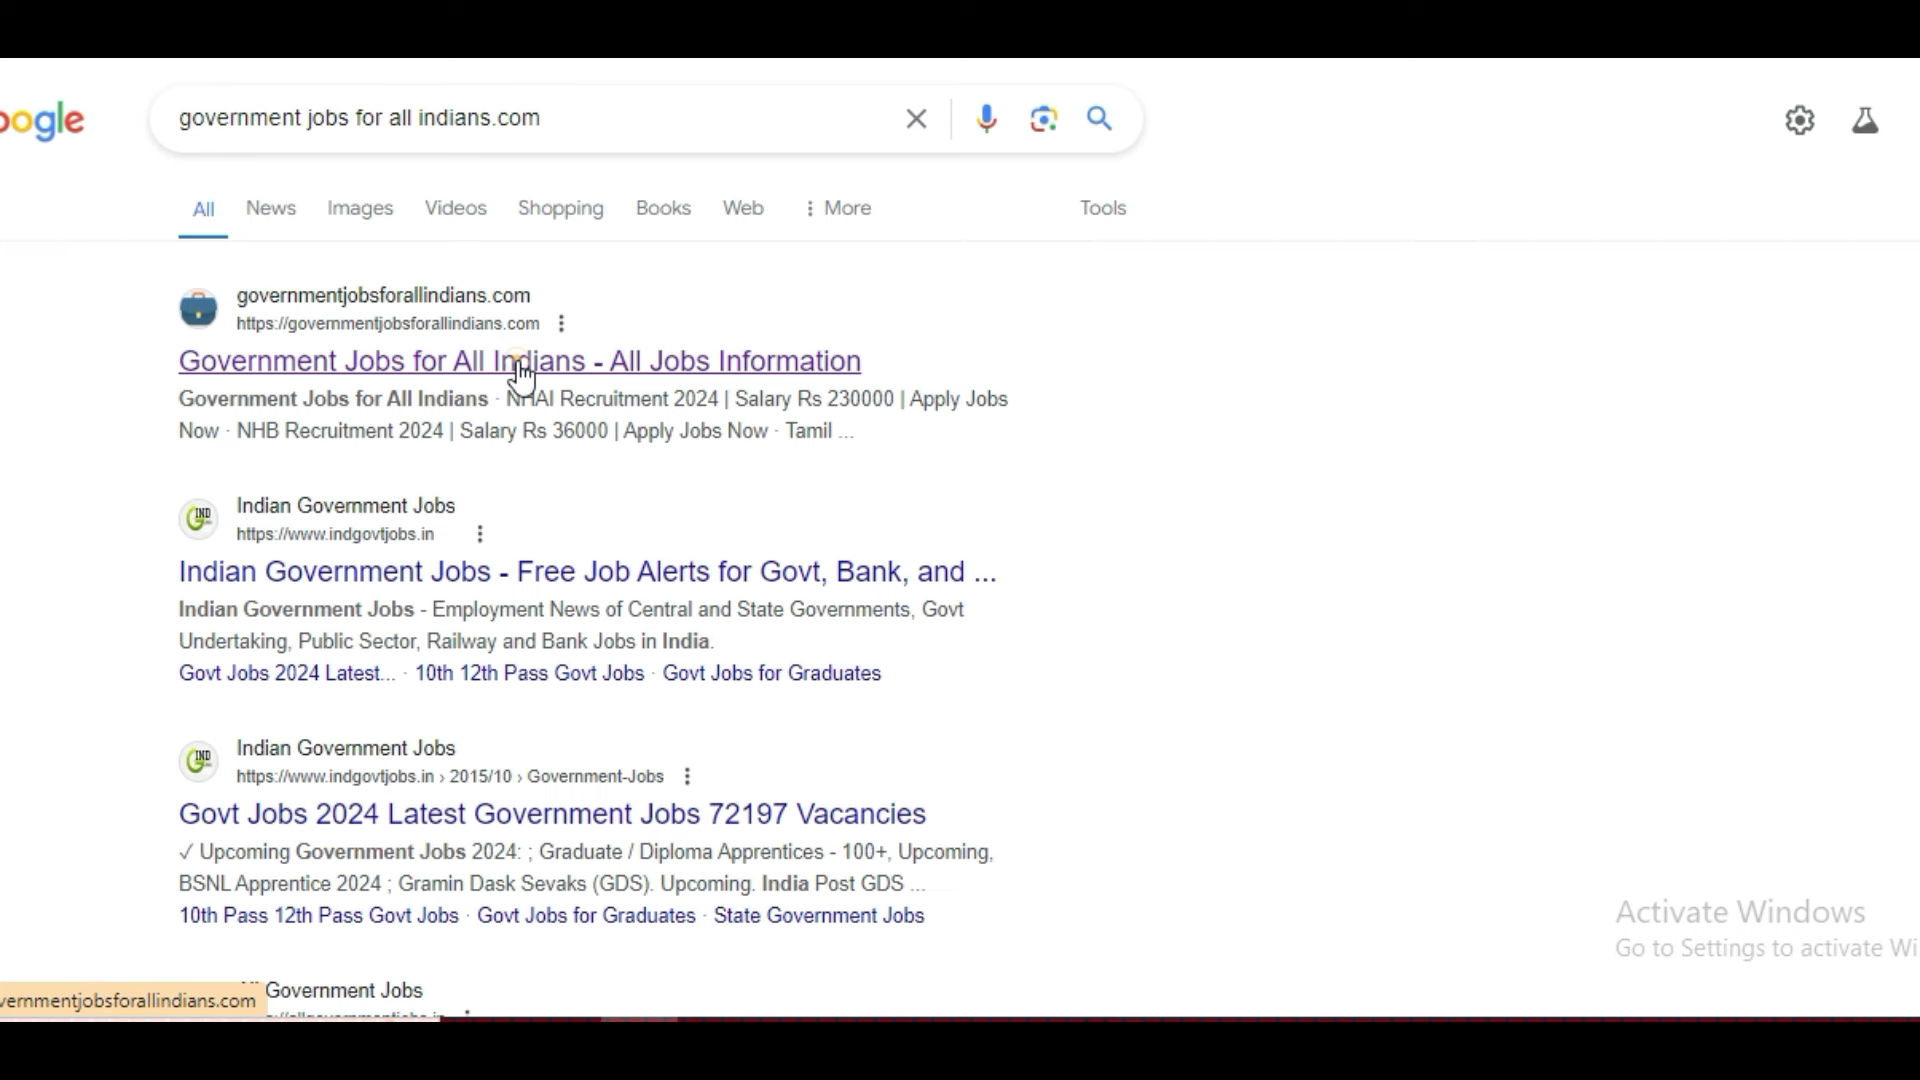 oogle
government jobs for all indians.com
All News Images Videos Shopping Books Web More Tools
governmentjobsforallindians.com
https://governmentjobsforallindians.com
Government Jobs for All Indians - All Jobs Information
Government Jobs for All Indians · NHAI Recruitment 2024 | Salary Rs 230000 | Apply Jobs
Now · NHB Recruitment 2024 | Salary Rs 36000 | Apply Jobs Now · Tamil ...
Indian Government Jobs
https://www.indgovtjobs.in
Indian Government Jobs - Free Job Alerts for Govt, Bank, and ...
Indian Government Jobs - Employment News of Central and State Governments, Govt
Undertaking, Public Sector, Railway and Bank Jobs in India.
Govt Jobs 2024 Latest... · 10th 12th Pass Govt Jobs · Govt Jobs for Graduates
Indian Government Jobs
https://www.indgovtjobs.in › 2015/10 › Government-Jobs
Govt Jobs 2024 Latest Government Jobs 72197 Vacancies
✓ Upcoming Government Jobs 2024: ; Graduate / Diploma Apprentices - 100+, Upcoming,
BSNL Apprentice 2024 ; Gramin Dask Sevaks (GDS). Upcoming. India Post GDS ...
10th Pass 12th Pass Govt Jobs · Govt Jobs for Graduates · State Government Jobs
Government Jobs
vernmentjobsforallindians.com
Activate Windows
Go to Settings to activate Wi